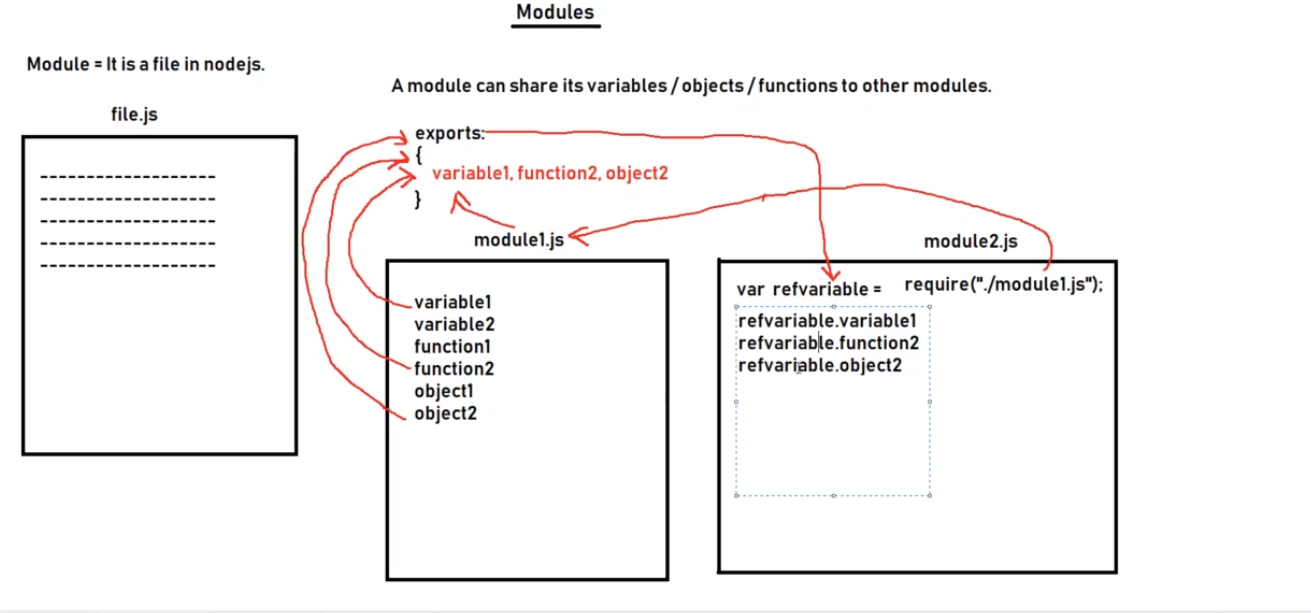 Modules
Module = It is a file in nodejs.
A module can share its variables / objects / functions to other modules.
file.js
exports:
{
variable1, function2, object2
}
module1.js
variable1
variable2
function1
function2
object1
object2
module2.js
var refvariable = require("./module1.js");
refvariable.variable1
refvariable.function2
refvariable.object2